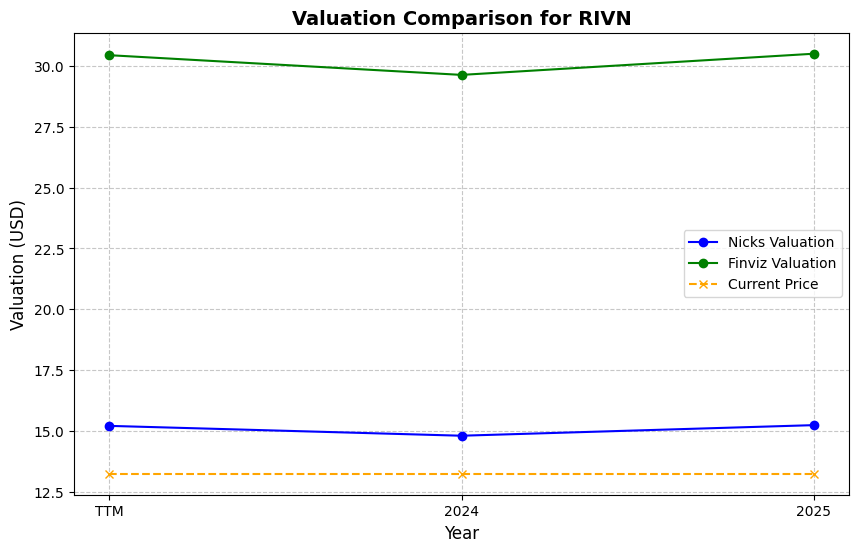 Valuation Comparison for RIVN
Valuation (USD)
30.0
27.5
25.0
22.5
20.0
17.5
15.0
12.5
Nicks Valuation
Finviz Valuation
Current Price
TTM
2024
2025
Year